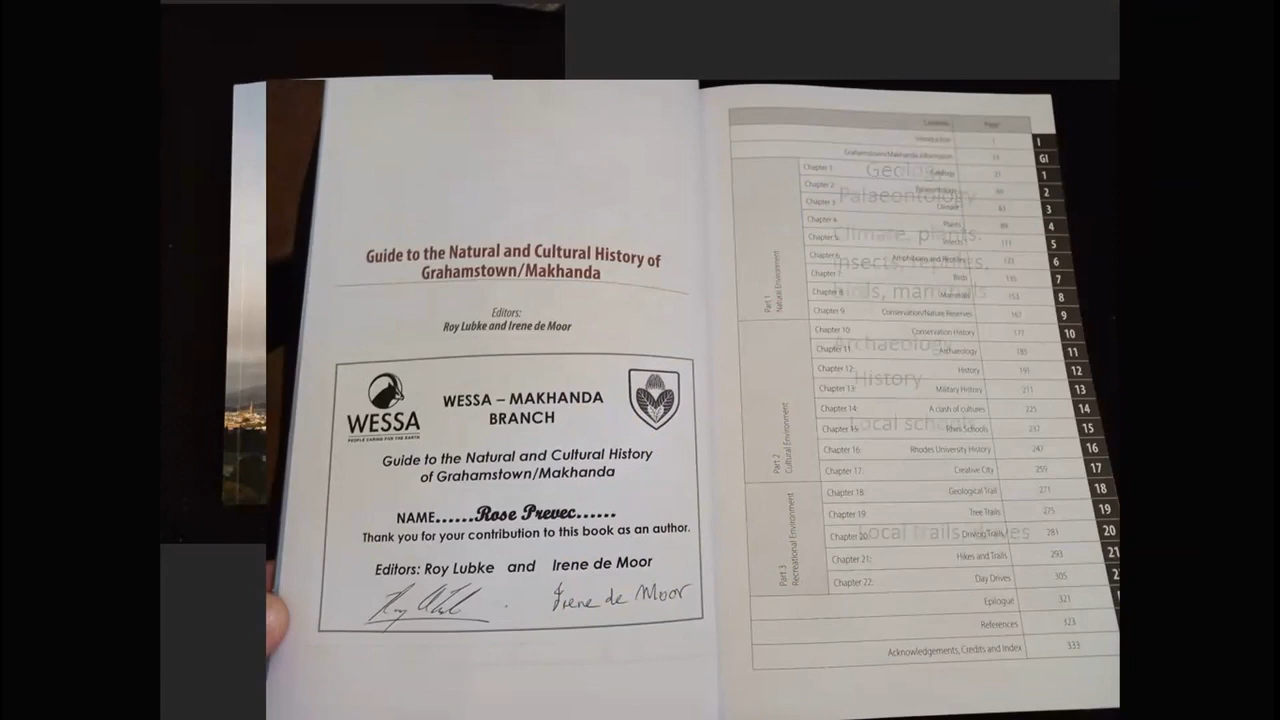 Guide to the Natural and Cultural History of
Grahamstown/Makhanda
Editors:
Roy Lubke and Irene de Moor
WESSA
PEOPLE CARING FOR THE EARTH
WESSA – MAKHANDA
BRANCH
Guide to the Natural and Cultural History
of Grahamstown/Makhanda
NAME......Rose Prevec......
Thank you for your contribution to this book as an author.
Editors: Roy Lubke and Irene de Moor
Irene de Moor
Contents Page
Introduction I
Grahamstown/Makhanda Information GI
Part 1
Natural Environment
Chapter 1 Geology 21 1
Chapter 2 Palaeontology 2
Chapter 3 Climate 3
Chapter 4 Plants 4
Chapter 5: Insects 111 5
Chapter 6: Amphibians and Reptiles 6
Chapter 7: Birds 7
Chapter 8: Mammals 153 8
Chapter 9: Conservation/Nature Reserves 9
Part 2
Cultural Environment
Chapter 10: Conservation History 177 10
Chapter 11: Archaeology 185 11
Chapter 12: History 191 12
Chapter 13: Military History 211 13
Chapter 14: A clash of cultures 225 14
Chapter 15: Schools 237 15
Chapter 16: Rhodes University History 247 16
Chapter 17: Creative City 259 17
Part 3
Recreational Environment
Chapter 18: Geological Trail 271 18
Chapter 19: Tree Trails 275 19
Chapter 20: Driving Trails 281 20
Chapter 21: Hikes and Trails 293 21
Chapter 22: Day Drives 305
Epilogue 321
References 323
Acknowledgements, Credits and Index 333
Geology,
Palaeontology
Climate, plants.
Insects, reptiles,
birds, mammals
Archaeology
History
Local schools
Local trails, drives